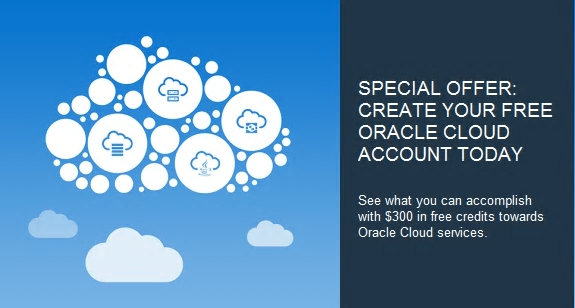 SPECIAL OFFER:
CREATE YOUR FREE
ORACLE CLOUD
ACCOUNT TODAY
See what you can accomplish
with $300 in free credits towards
Oracle Cloud services.